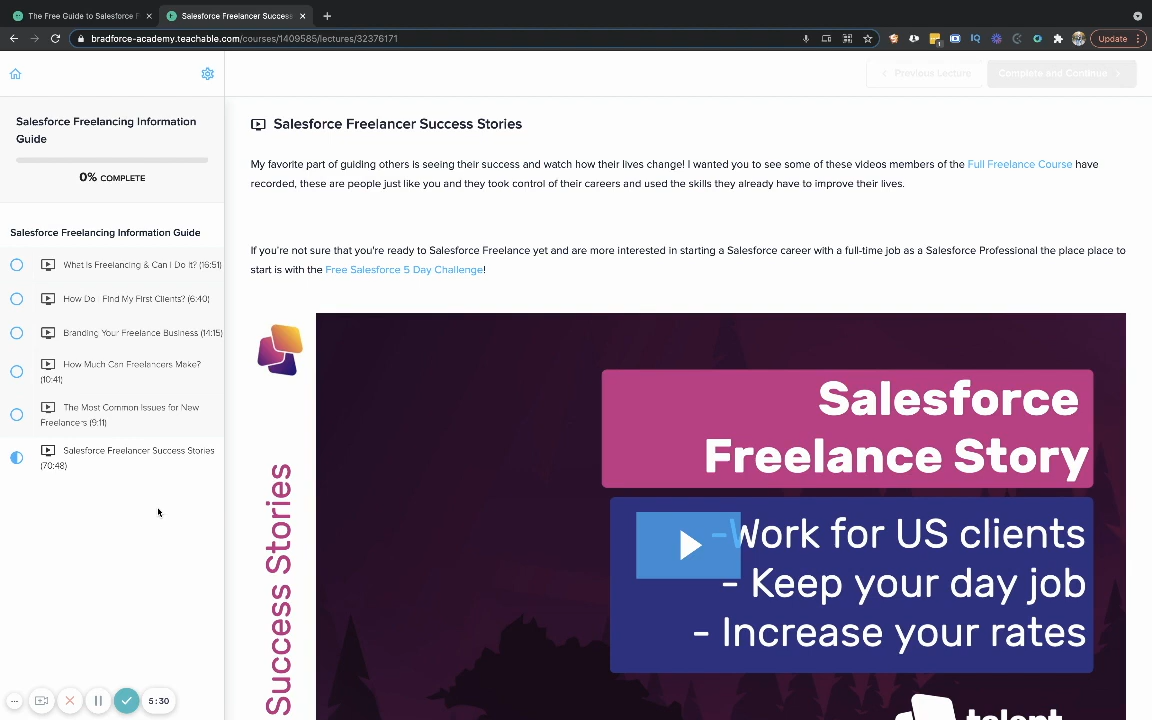 The Free Guide to Salesforce F
Salesforce Freelancer Success
bradforce-academy.teachable.com/courses/1409585/lectures/32376171
1
IQ
Update
Previous Lecture
Complete and Continue
Salesforce Freelancing Information
Guide
0% COMPLETE
Salesforce Freelancing Information Guide
What Is Freelancing & Can I Do It? (16:51)
How Do I Find My First Clients? (6:40)
Branding Your Freelance Business (14:15)
How Much Can Freelancers Make?
(10:41)
The Most Common Issues for New
Freelancers (9:11)
Salesforce Freelancer Success Stories
(70:48)
Salesforce Freelancer Success Stories
My favorite part of guiding others is seeing their success and watch how their lives change! I wanted you to see some of these videos members of the Full Freelance Course have
recorded, these are people just like you and they took control of their careers and used the skills they already have to improve their lives.
If you're not sure that you're ready to Salesforce Freelance yet and are more interested in starting a Salesforce career with a full-time job as a Salesforce Professional the place place to
start is with the Free Salesforce 5 Day Challenge!
Success Stories
Salesforce
Freelance Story
-Work for US clients
- Keep your day job
- Increase your rates
talent
5:30